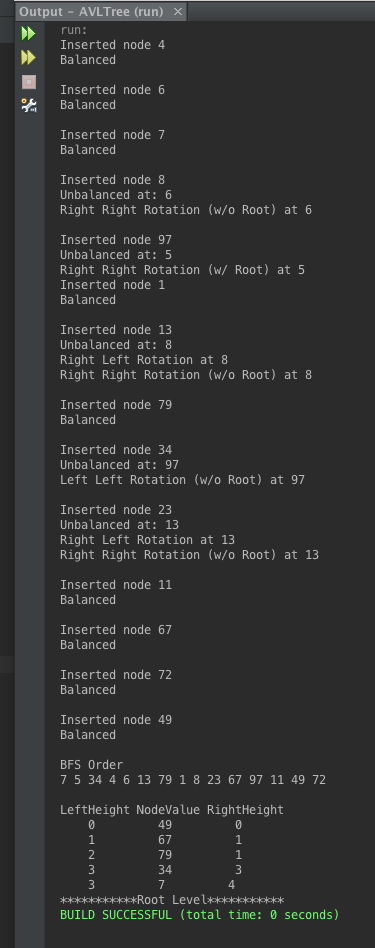 Output – AVLTree (run) ×
run:
Inserted node 4
Balanced
Inserted node 6
Balanced
Inserted node 7
Balanced
Inserted node 8
Unbalanced at: 6
Right Right Rotation (w/o Root) at 6
Inserted node 97
Unbalanced at: 5
Right Right Rotation (w/ Root) at 5
Inserted node 1
Balanced
Inserted node 13
Unbalanced at: 8
Right Left Rotation at 8
Right Right Rotation (w/o Root) at 8
Inserted node 79
Balanced
Inserted node 34
Unbalanced at: 97
Left Left Rotation (w/o Root) at 97
Inserted node 23
Unbalanced at: 13
Right Left Rotation at 13
Right Right Rotation (w/o Root) at 13
Inserted node 11
Balanced
Inserted node 67
Balanced
Inserted node 72
Balanced
Inserted node 49
Balanced
BFS Order
7 5 34 4 6 13 79 1 8 23 67 97 11 49 72
LeftHeight NodeValue RightHeight
0 49 0
1 67 1
2 79 1
3 34 3
3 7 4
***********Root Level***********
BUILD SUCCESSFUL (total time: 0 seconds)